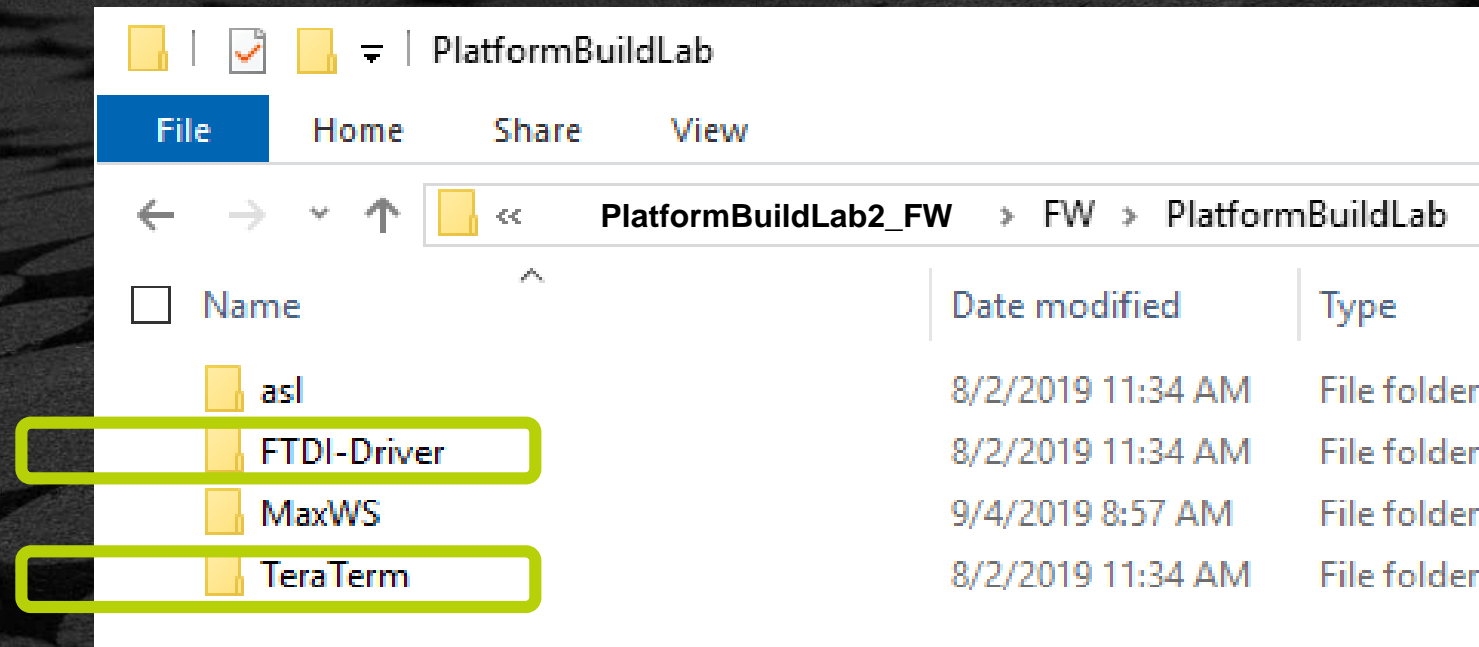 PlatformBuildLab
File Home Share View
« PlatformBuildLab2_FW › FW › PlatformBuildLab
Name Date modified Type
asl 8/2/2019 11:34 AM File folder
FTDI-Driver 8/2/2019 11:34 AM File folder
MaxWS 9/4/2019 8:57 AM File folder
TeraTerm 8/2/2019 11:34 AM File folder